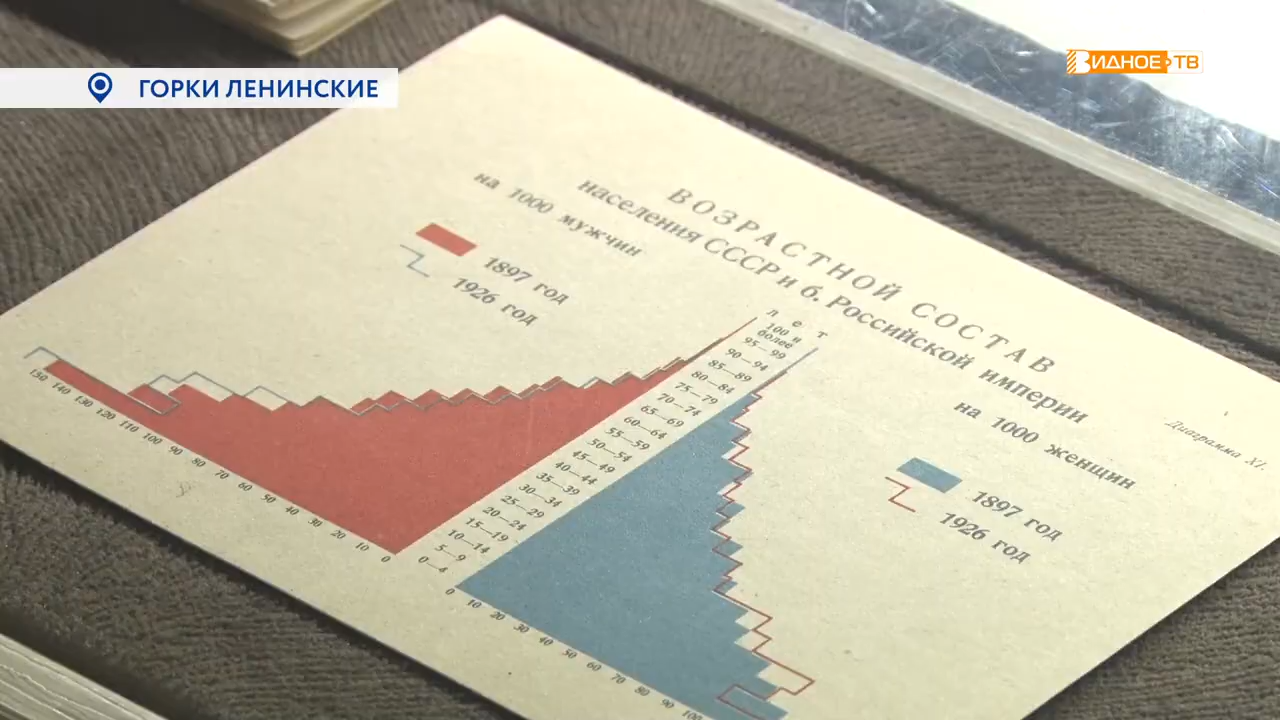 ГОРКИ ЛЕНИНСКИЕ
ВИДНОЕ ТВ
ВОЗРАСТНОЙ СОСТАВ
населения СССР и б. Российской империи
на 1000 мужчин
1897 год
1926 год
Диаграмма XI.
на 1000 женщин
1897 год
1926 год
лет
100 и более
95—99
90—94
85—89
80—84
75—79
70—74
65—69
60—64
55—59
50—54
45—49
40—44
35—39
30—34
25—29
20—24
15—19
10—14
5—9
0—4
150 140 130 120 110 100 90 80 70 60 50 40 30 20 10 0
0 10 20 30 40 50 60 70 80 90 100